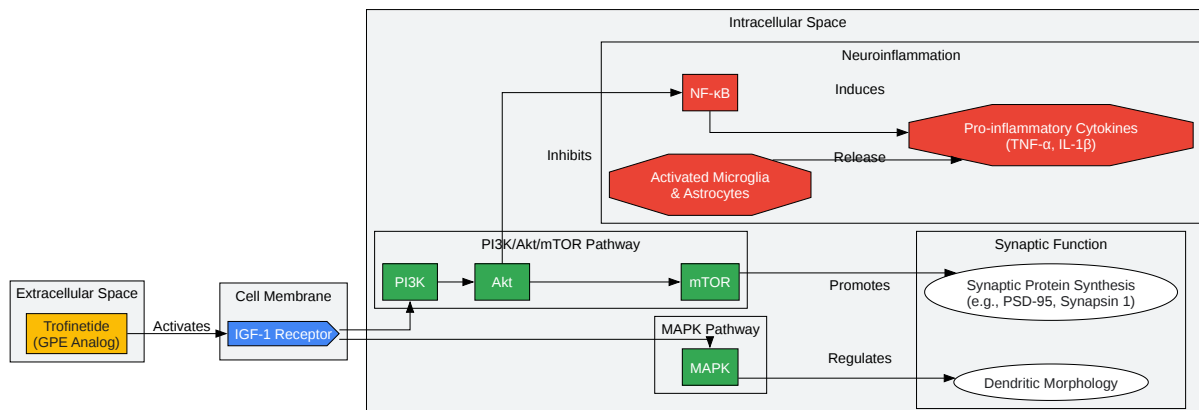 Intracellular Space
Neuroinflammation
NF-κB
Induces
Pro-inflammatory Cytokines
(TNF-α, IL-1β)
Inhibits
Release
Activated Microglia
& Astrocytes
PI3K/Akt/mTOR Pathway
PI3K
Akt
mTOR
Promotes
Synaptic Function
Synaptic Protein Synthesis
(e.g., PSD-95, Synapsin 1)
Extracellular Space
Trofinetide
(GPE Analog)
Activates
Cell Membrane
IGF-1 Receptor
MAPK Pathway
MAPK
Regulates
Dendritic Morphology